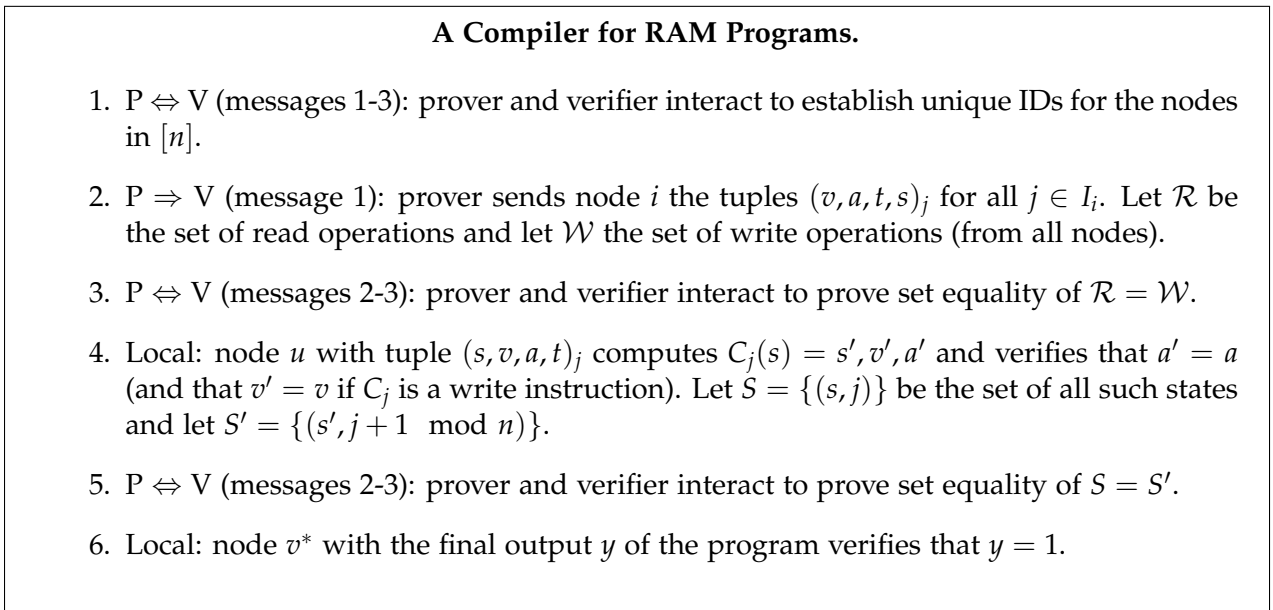 A Compiler for RAM Programs.
1. P ⇔ V (messages 1-3): prover and verifier interact to establish unique IDs for the nodes
in [n].
2. P ⇒ V (message 1): prover sends node i the tuples (v, a, t, s)_j for all j ∈ I_i. Let ℛ be
the set of read operations and let 𝒲 the set of write operations (from all nodes).
3. P ⇔ V (messages 2-3): prover and verifier interact to prove set equality of ℛ = 𝒲.
4. Local: node u with tuple (s, v, a, t)_j computes C_j(s) = s′, v′, a′ and verifies that a′ = a
(and that v′ = v if C_j is a write instruction). Let S = {(s, j)} be the set of all such states
and let S′ = {(s′, j + 1 mod n)}.
5. P ⇔ V (messages 2-3): prover and verifier interact to prove set equality of S = S′.
6. Local: node v* with the final output y of the program verifies that y = 1.